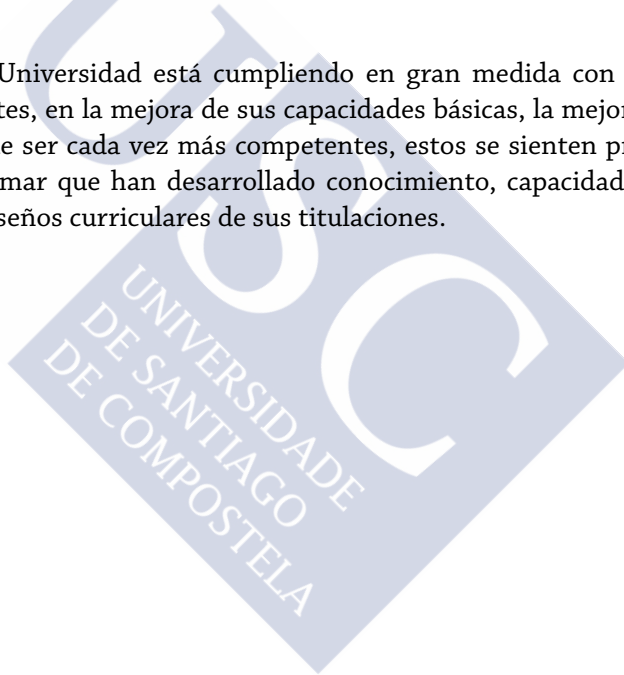 Universidad está cumpliendo en gran medida con
tes, en la mejora de sus capacidades básicas, la mejor
e ser cada vez más competentes, estos se sienten pr
mar que han desarrollado conocimiento, capacidad
seños curriculares de sus titulaciones.
USC
UNIVERSIDADE
DE SANTIAGO
DE COMPOSTELA